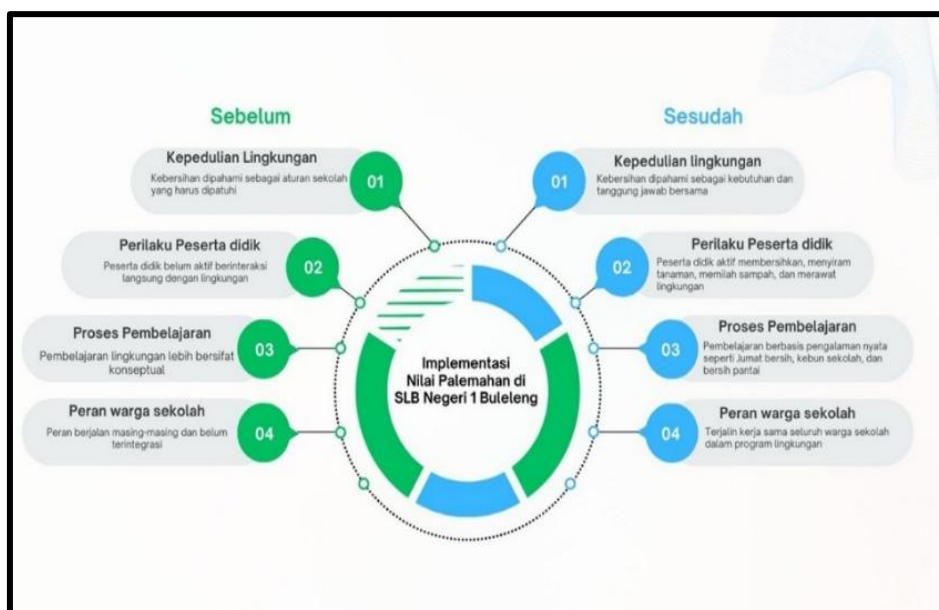 Sebelum
Kepedulian Lingkungan
Kebersihan dipahami sebagai aturan sekolah
yang harus dipatuhi
01
Perilaku Peserta didik
Peserta didik belum aktif berinteraksi
langsung dengan lingkungan
02
Proses Pembelajaran
Pembelajaran lingkungan lebih bersifat
konseptual
03
Peran warga sekolah
Peran berjalan masing-masing dan belum
terintegrasi
04
Implementasi
Nilai Palemahan di
SLB Negeri 1 Buleleng
Sesudah
01
Kepedulian lingkungan
Kebersihan dipahami sebagai kebutuhan dan
tanggung jawab bersama
02
Perilaku Peserta didik
Peserta didik aktif membersihkan, menyiram
tanaman, memilah sampah, dan merawat
lingkungan
03
Proses Pembelajaran
Pembelajaran berbasis pengalaman nyata
seperti Jumat bersih, kebun sekolah, dan
bersih pantai
04
Peran warga sekolah
Terjalin kerja sama seluruh warga sekolah
dalam program lingkungan